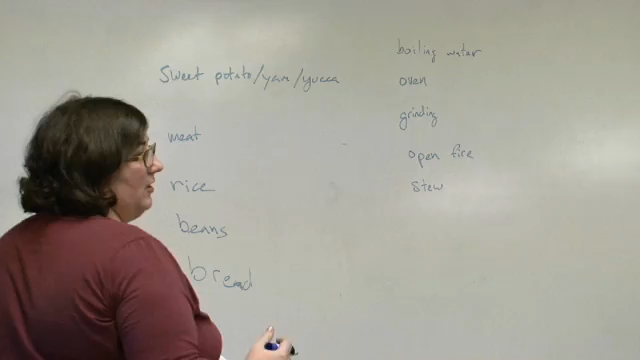 Sweet potato/yam/yucca
meat
rice
beans
bread
boiling water
oven
grinding
open fire
stew